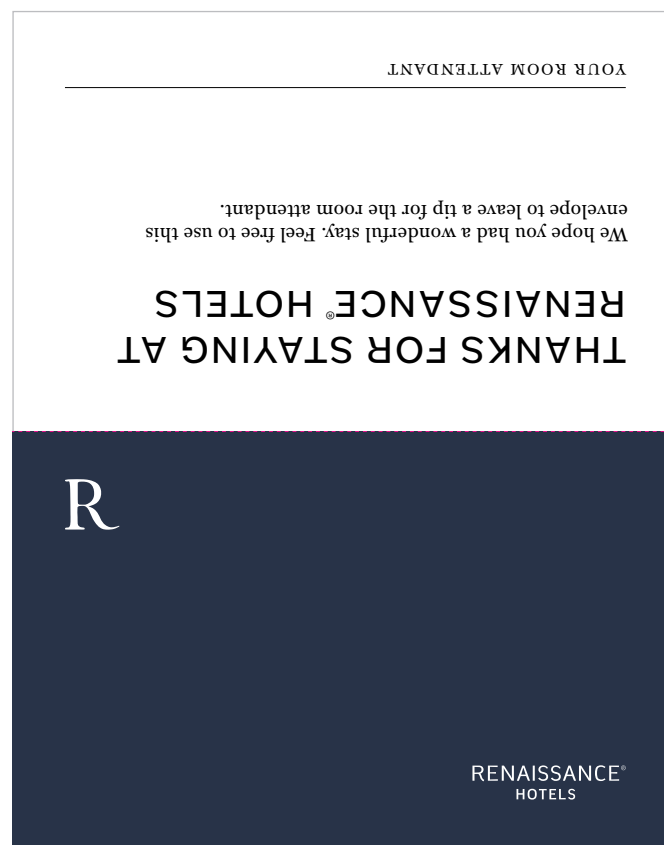 THANKS FOR STAYING AT
RENAISSANCE® HOTELS
We hope you had a wonderful stay. Feel free to use this
envelope to leave a tip for the room attendant.
YOUR ROOM ATTENDANT
R
RENAISSANCE®
HOTELS